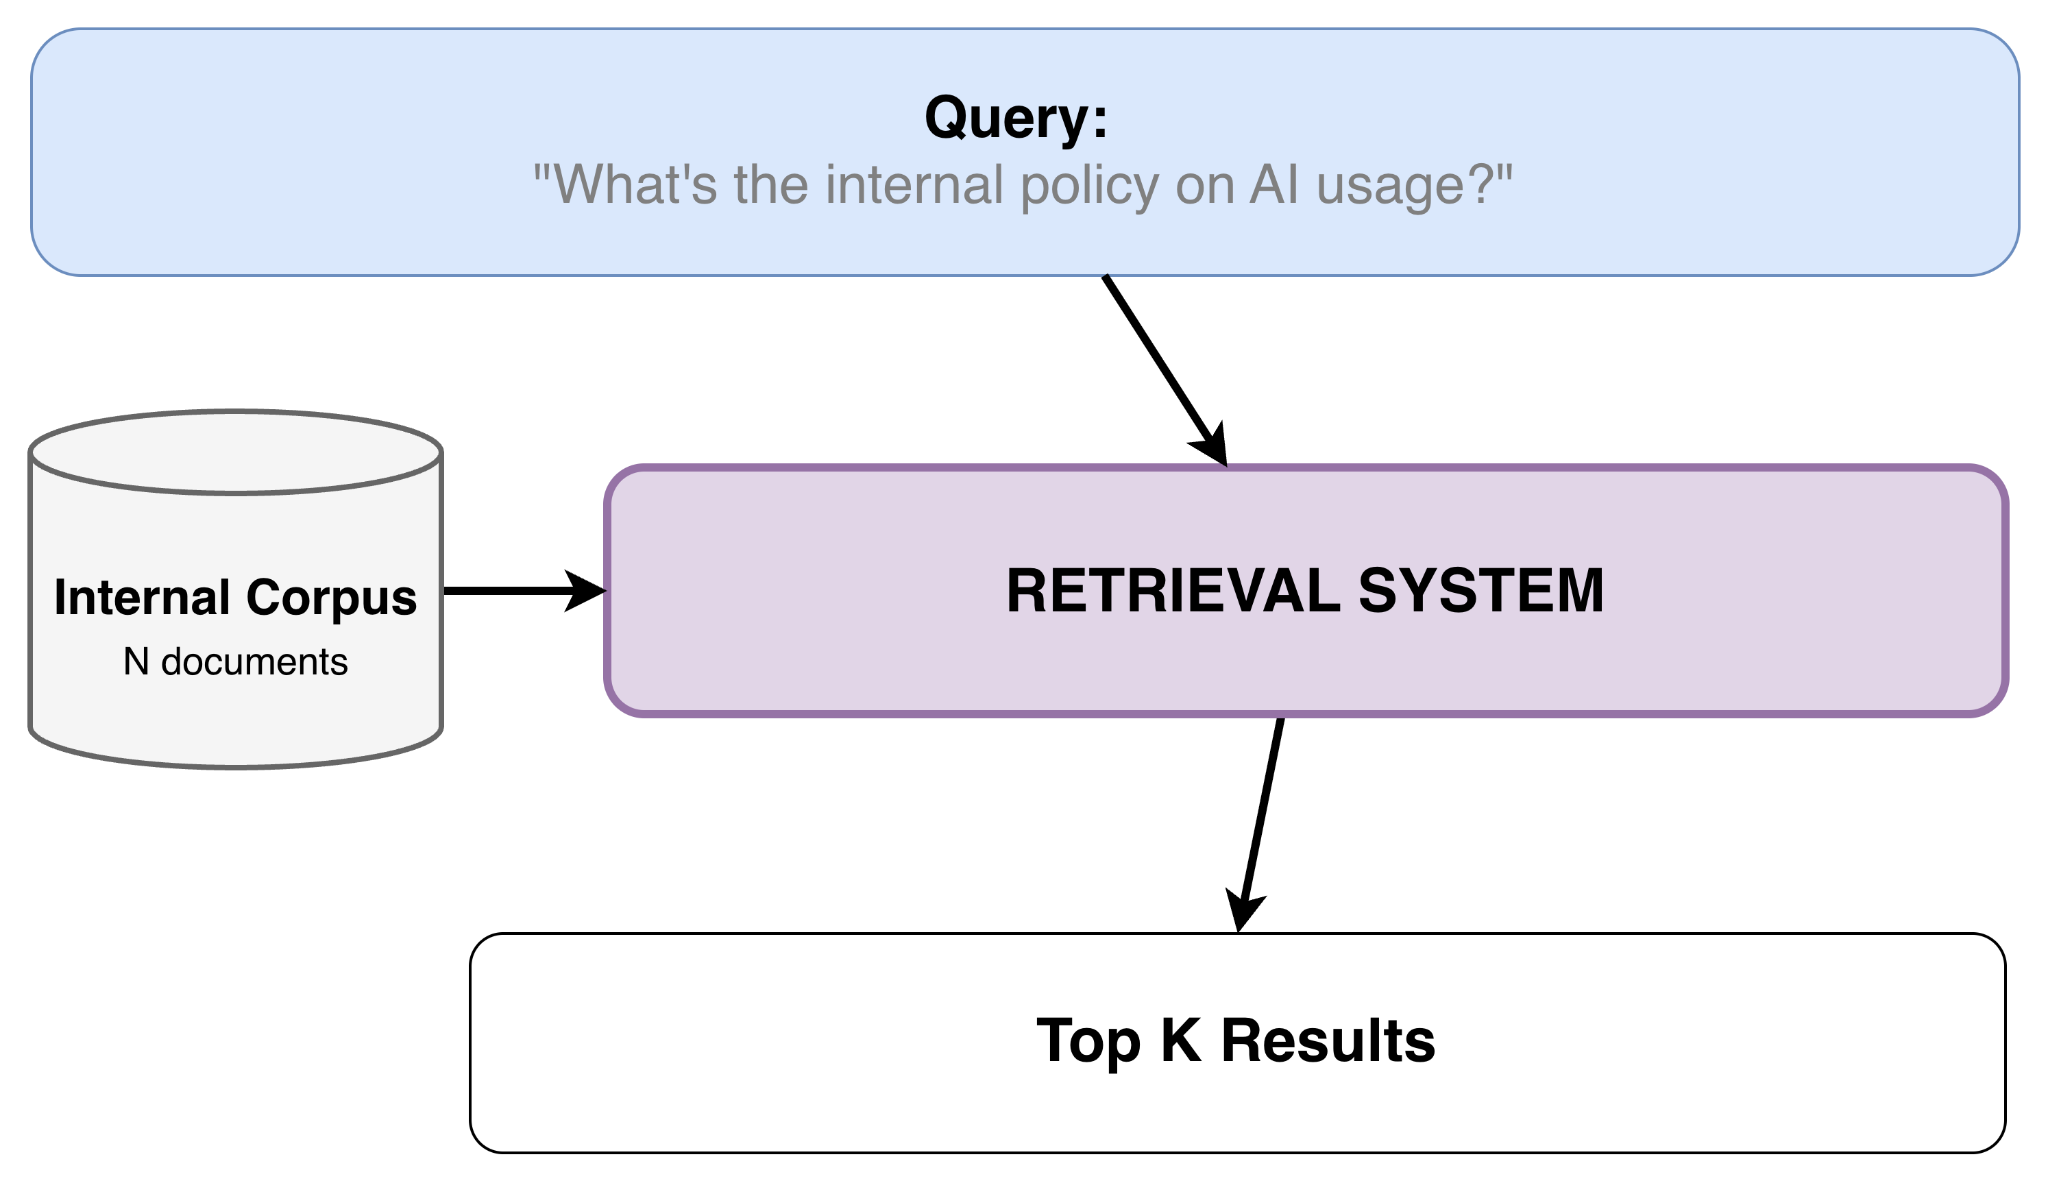 Query:
"What's the internal policy on AI usage?"
Internal Corpus
N documents
RETRIEVAL SYSTEM
Top K Results